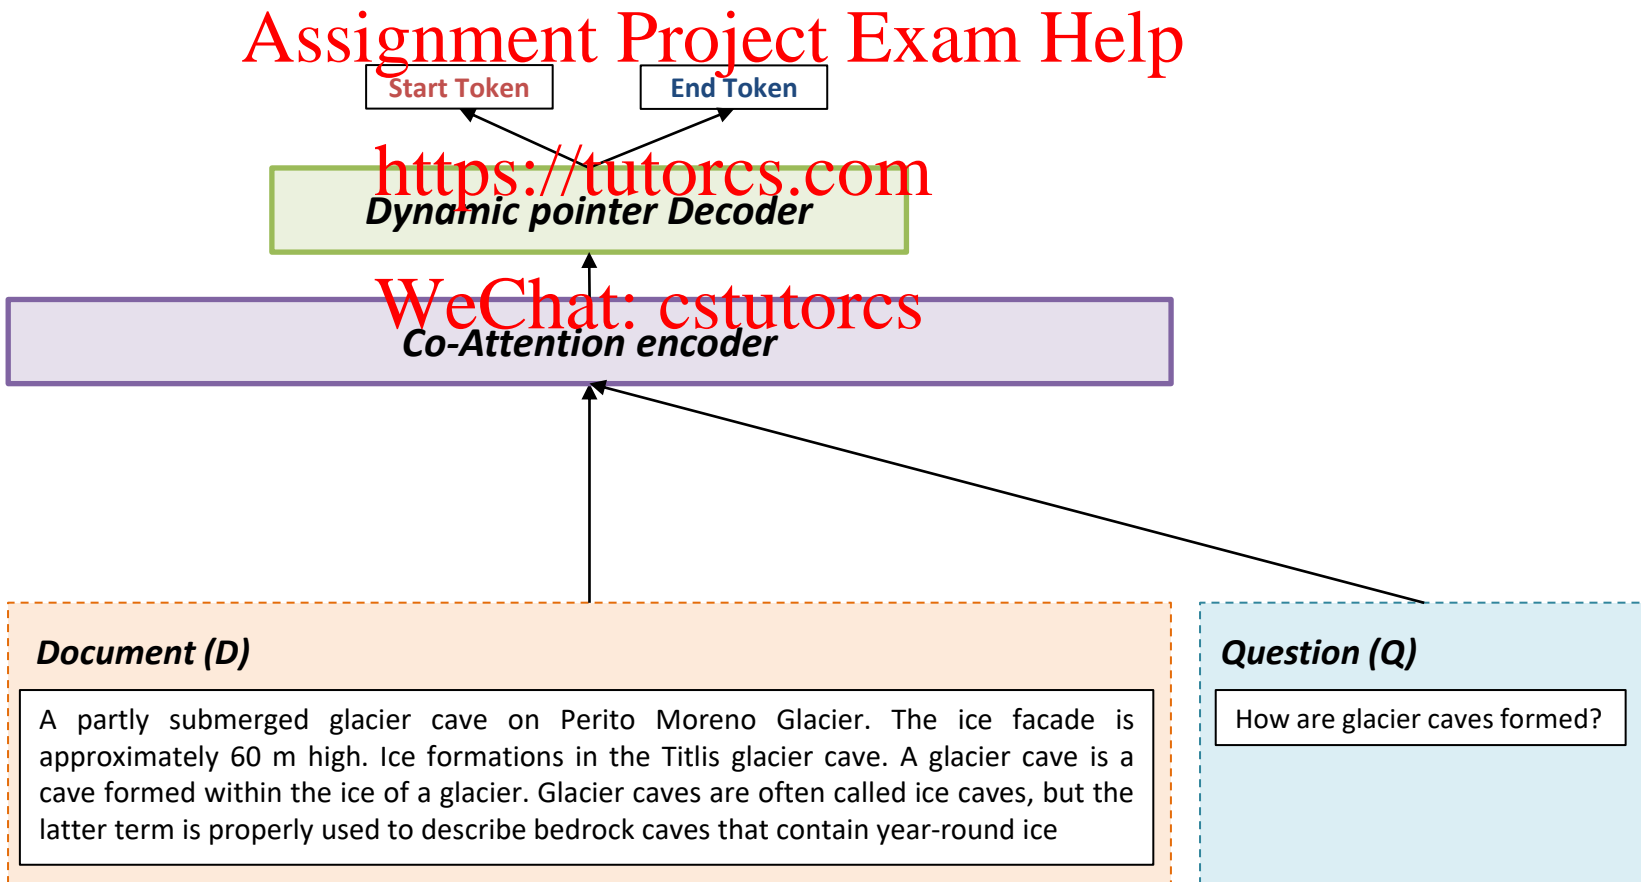 Assignment Project Exam Help
Start Token
End Token
https://tutorcs.com
Dynamic pointer Decoder
WeChat: cstutorcs
Co-Attention encoder
Document (D)
A partly submerged glacier cave on Perito Moreno Glacier. The ice facade is
approximately 60 m high. Ice formations in the Titlis glacier cave. A glacier cave is a
cave formed within the ice of a glacier. Glacier caves are often called ice caves, but the
latter term is properly used to describe bedrock caves that contain year-round ice
Question (Q)
How are glacier caves formed?